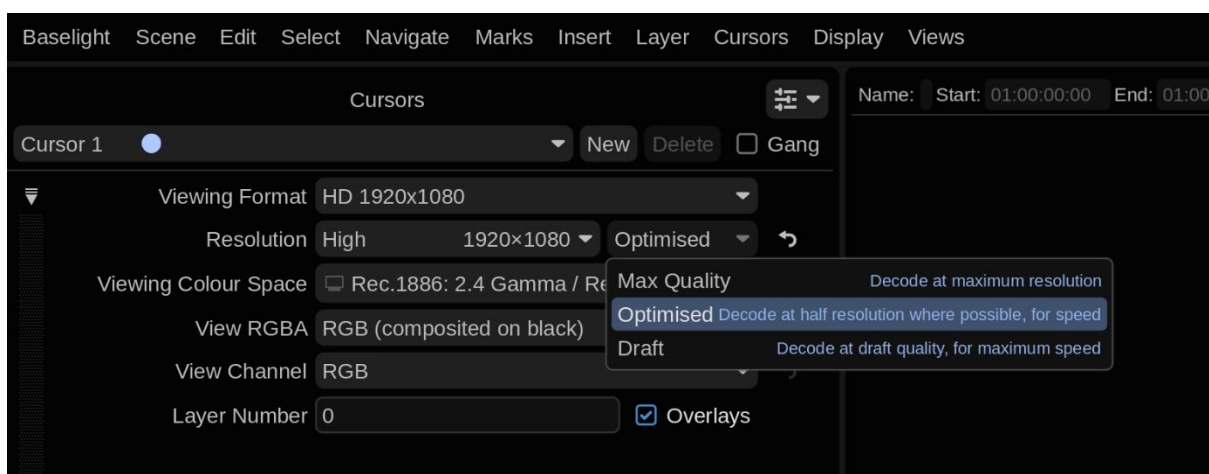 Baselight Scene Edit Select Navigate Marks Insert Layer Cursors Display Views
Cursors
Name: Start: 01:00:00:00 End: 01:00
Cursor 1 New Delete Gang
Viewing Format HD 1920x1080
Resolution High 1920×1080 Optimised
Viewing Colour Space Rec.1886: 2.4 Gamma / Re
Max Quality Decode at maximum resolution
Optimised Decode at half resolution where possible, for speed
View RGBA RGB (composited on black)
Draft Decode at draft quality, for maximum speed
View Channel RGB
Layer Number 0 Overlays